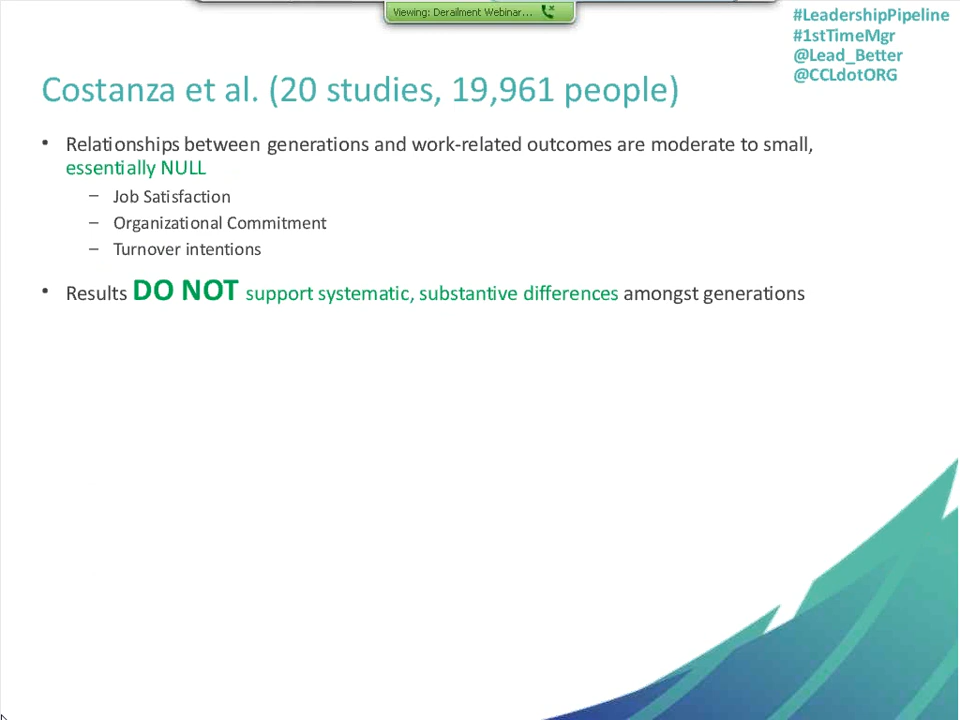 Viewing: Derailment Webinar...
#LeadershipPipeline
#1stTimeMgr
@Lead_Better
@CCLdotORG
Costanza et al. (20 studies, 19,961 people)
• Relationships between generations and work-related outcomes are moderate to small,
essentially NULL
– Job Satisfaction
– Organizational Commitment
– Turnover intentions
• Results DO NOT support systematic, substantive differences amongst generations